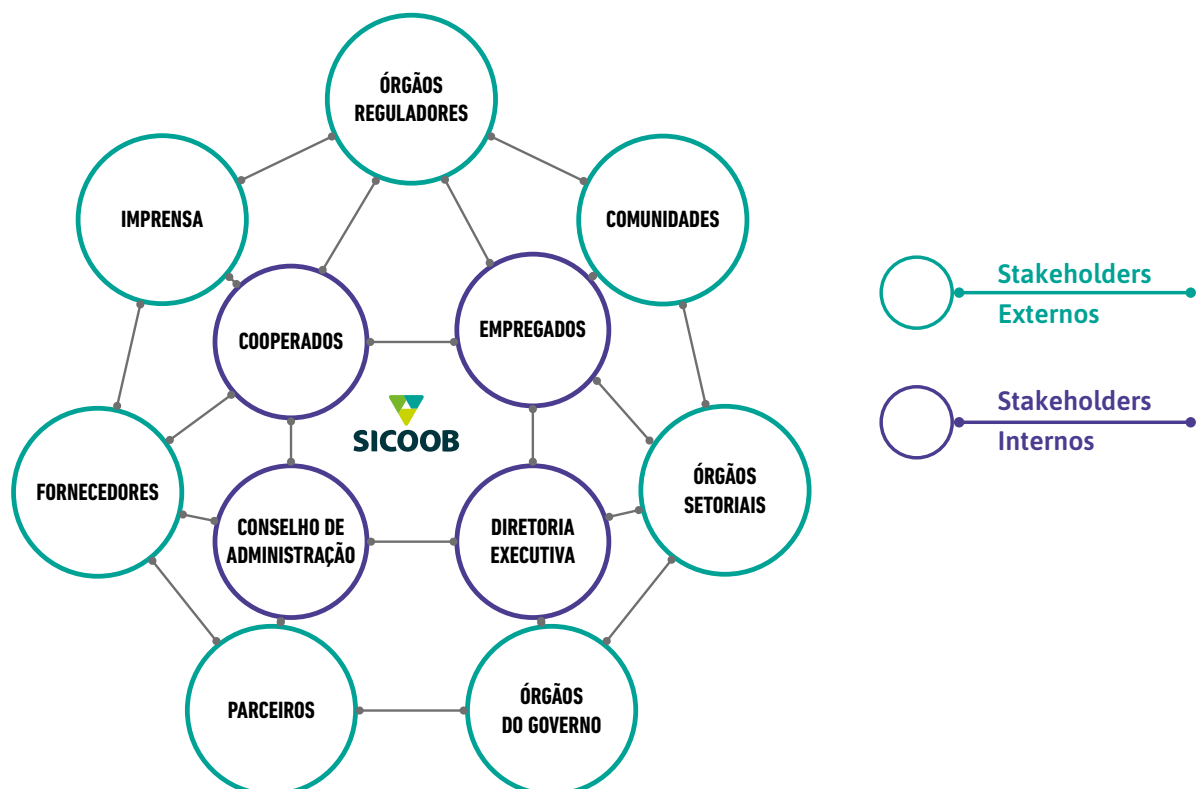 ÓRGÃOS
REGULADORES
IMPRENSA
COMUNIDADES
COOPERADOS
EMPREGADOS
SICOOB
FORNECEDORES
CONSELHO DE
ADMINISTRAÇÃO
DIRETORIA
EXECUTIVA
ÓRGÃOS
SETORIAIS
PARCEIROS
ÓRGÃOS
DO GOVERNO
Stakeholders
Externos
Stakeholders
Internos